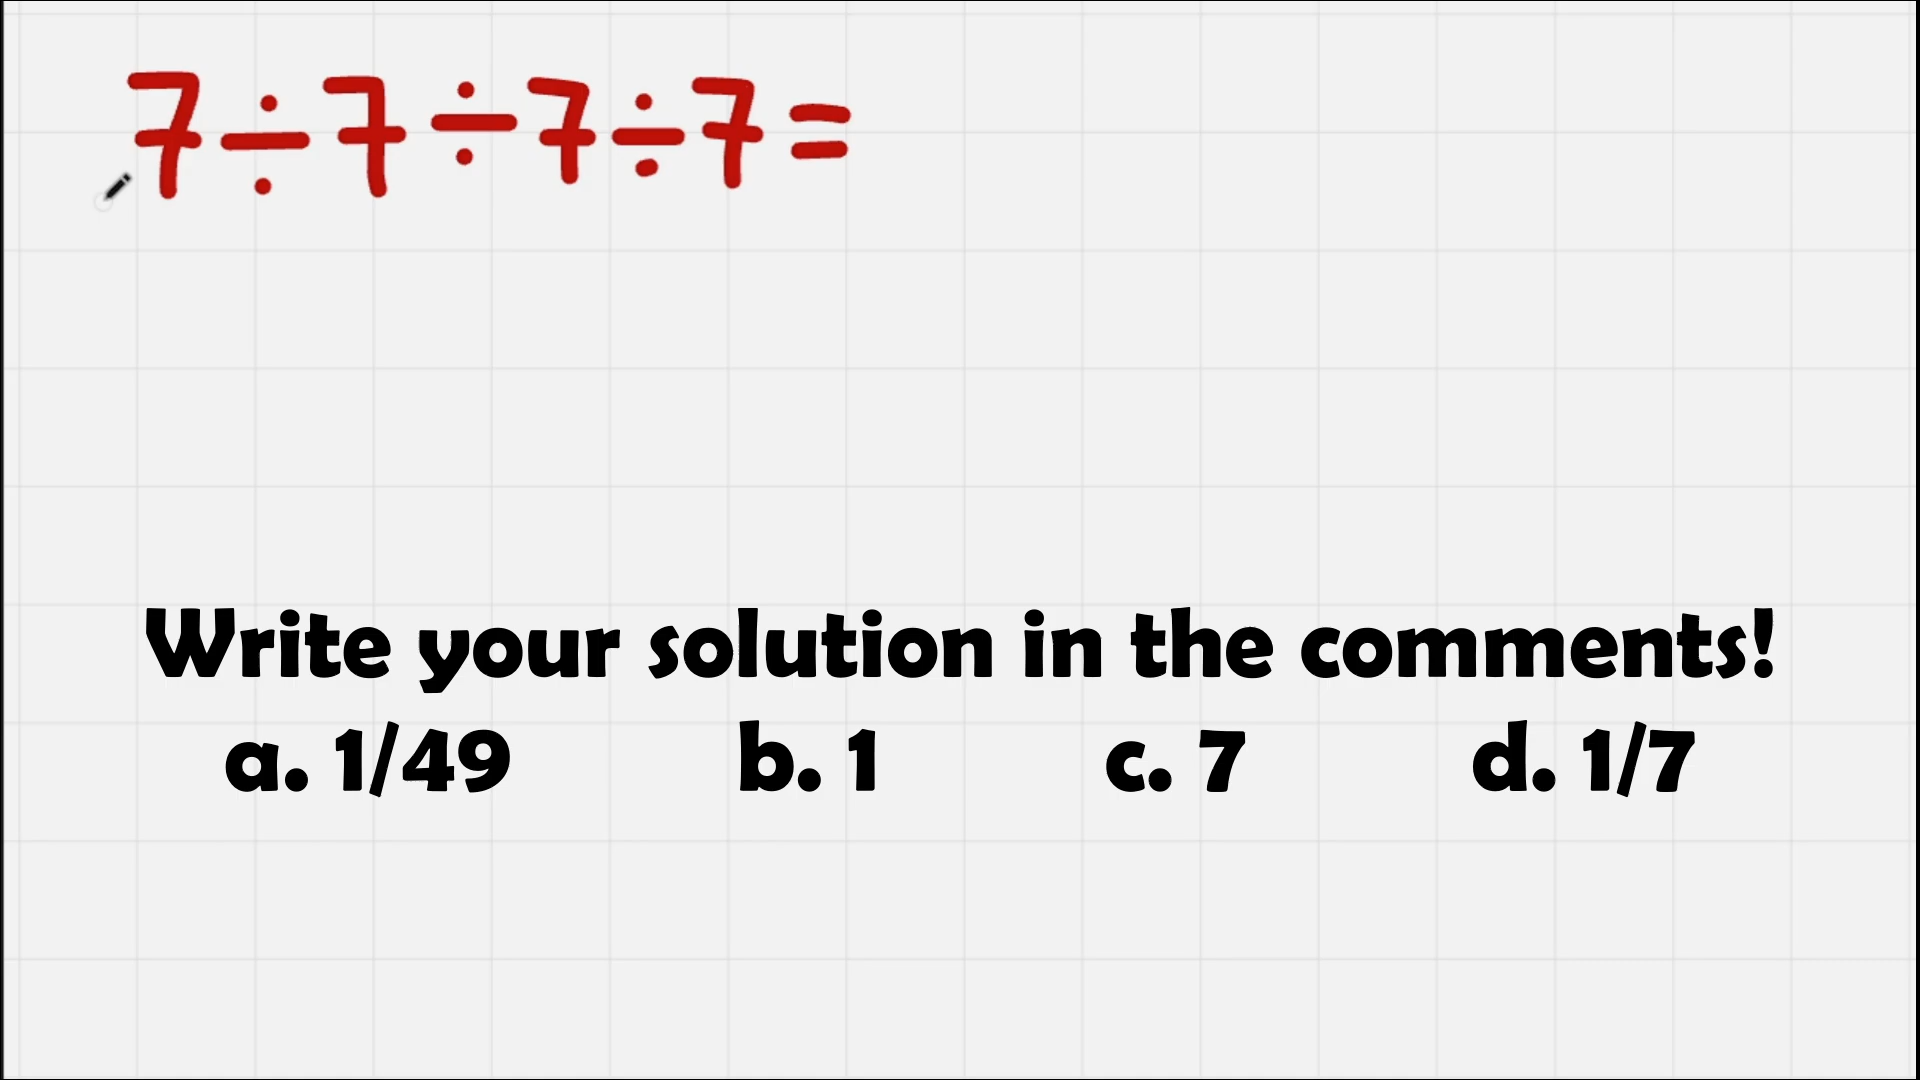 7÷7÷7÷7=
Write your solution in the comments!
a. 1/49 b. 1 c. 7 d. 1/7